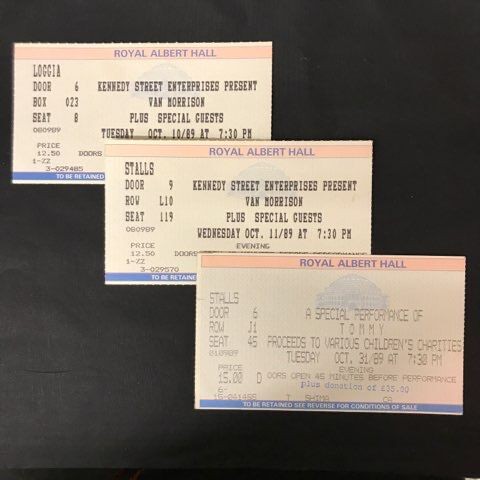 ROYAL ALBERT HALL
LOGGIA
DOOR 6 KENNEDY STREET ENTERPRISES PRESENT
BOX 023 VAN MORRISON
SEAT 8 PLUS SPECIAL GUESTS
080989 TUESDAY OCT. 10/89 AT 7:30 PM
PRICE
12.50 DOORS
1-ZZ
3-029485
TO BE RETAINED
ROYAL ALBERT HALL
STALLS
DOOR 9 KENNEDY STREET ENTERPRISES PRESENT
ROW L10 VAN MORRISON
SEAT 119 PLUS SPECIAL GUESTS
080989 WEDNESDAY OCT. 11/89 AT 7:30 PM
PRICE EVENING
12.50
1-ZZ
3-029570
TO BE RETAINED
ROYAL ALBERT HALL
STALLS
DOOR 6 A SPECIAL PERFORMANCE OF
ROW J1 TOMMY
SEAT 45 PROCEEDS TO VARIOUS CHILDREN'S CHARITIES
010989 TUESDAY OCT. 31/89 AT 7:30 PM
PRICE EVENING
15.00 D DOORS OPEN 45 MINUTES BEFORE PERFORMANCE
plus donation of £35.00
TO BE RETAINED SEE REVERSE FOR CONDITIONS OF SALE